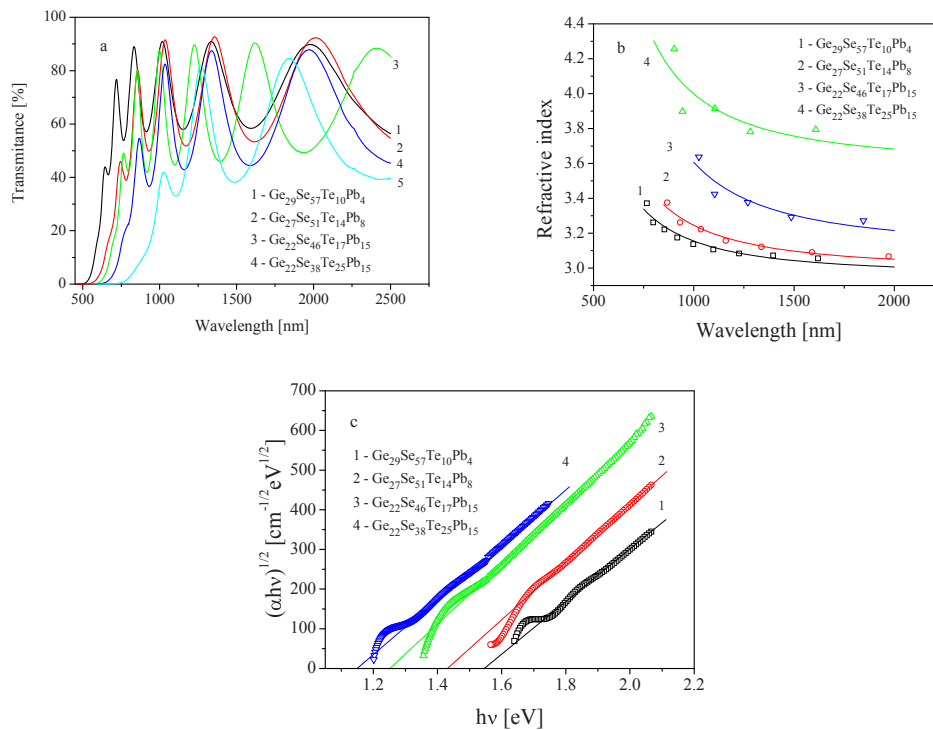 a
100
80
60
40
20
0
Transmitance [%]
500 1000 1500 2000 2500
Wavelength [nm]
3
1
2
4
5
1 - Ge29Se57Te10Pb4
2 - Ge27Se51Te14Pb8
3 - Ge22Se46Te17Pb15
4 - Ge22Se38Te25Pb15
b
4.4
4.2
4.0
3.8
3.6
3.4
3.2
3.0
Refractive index
500 1000 1500 2000
Wavelength [nm]
4
3
2
1
1 - Ge29Se57Te10Pb4
2 - Ge27Se51Te14Pb8
3 - Ge22Se46Te17Pb15
4 - Ge22Se38Te25Pb15
c
700
600
500
400
300
200
100
0
(αhν)1/2 [cm-1/2eV1/2]
1.2 1.4 1.6 1.8 2.0 2.2
hν [eV]
4
3
2
1
1 - Ge29Se57Te10Pb4
2 - Ge27Se51Te14Pb8
3 - Ge22Se46Te17Pb15
4 - Ge22Se38Te25Pb15